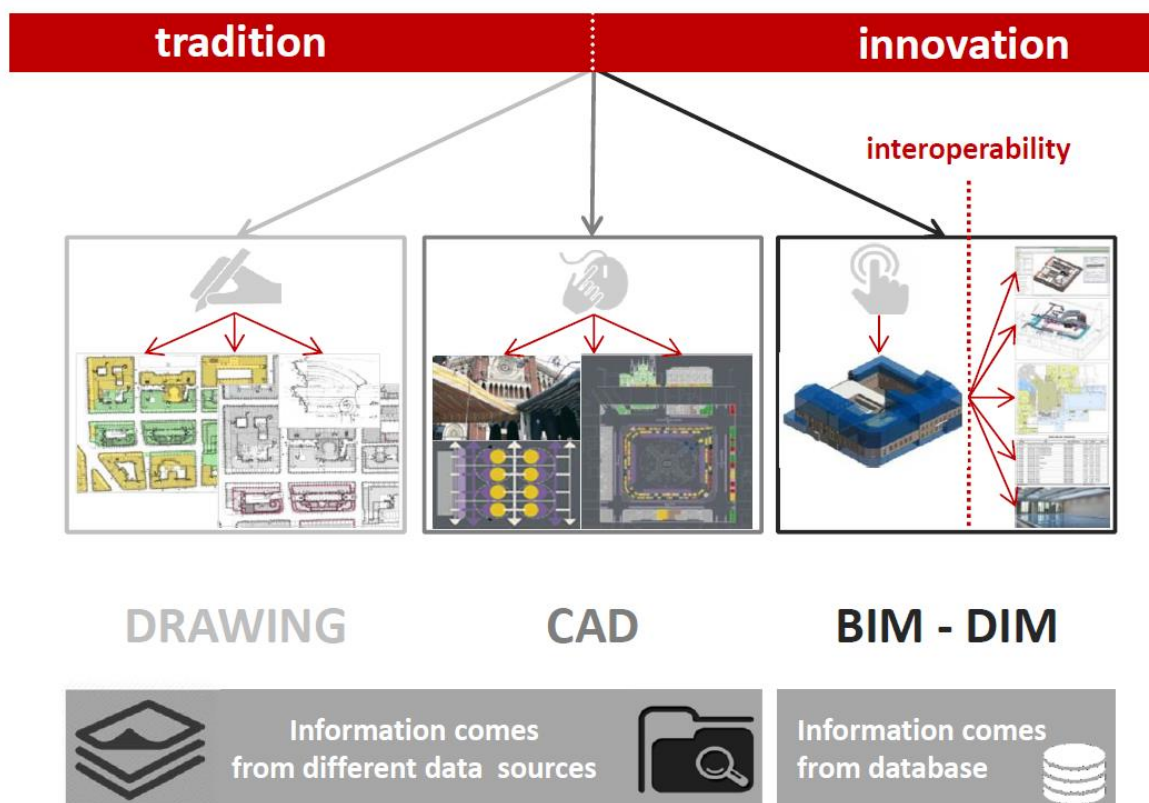 tradition
innovation
interoperability
DRAWING
CAD
BIM - DIM
Information comes
from different data sources
Information comes
from database